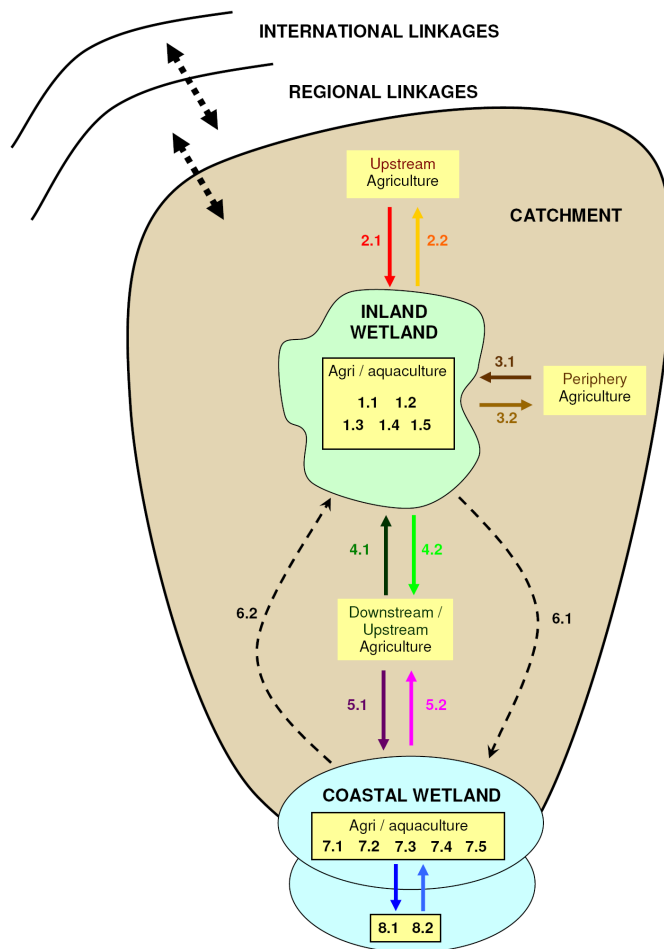 INTERNATIONAL LINKAGES
REGIONAL LINKAGES
Upstream
Agriculture
CATCHMENT
2.1 2.2
INLAND
WETLAND
Agri / aquaculture
1.1 1.2
1.3 1.4 1.5
3.1
Periphery
Agriculture
3.2
4.1 4.2
Downstream /
Upstream
Agriculture
6.2
6.1
5.1 5.2
COASTAL WETLAND
Agri / aquaculture
7.1 7.2 7.3 7.4 7.5
8.1 8.2